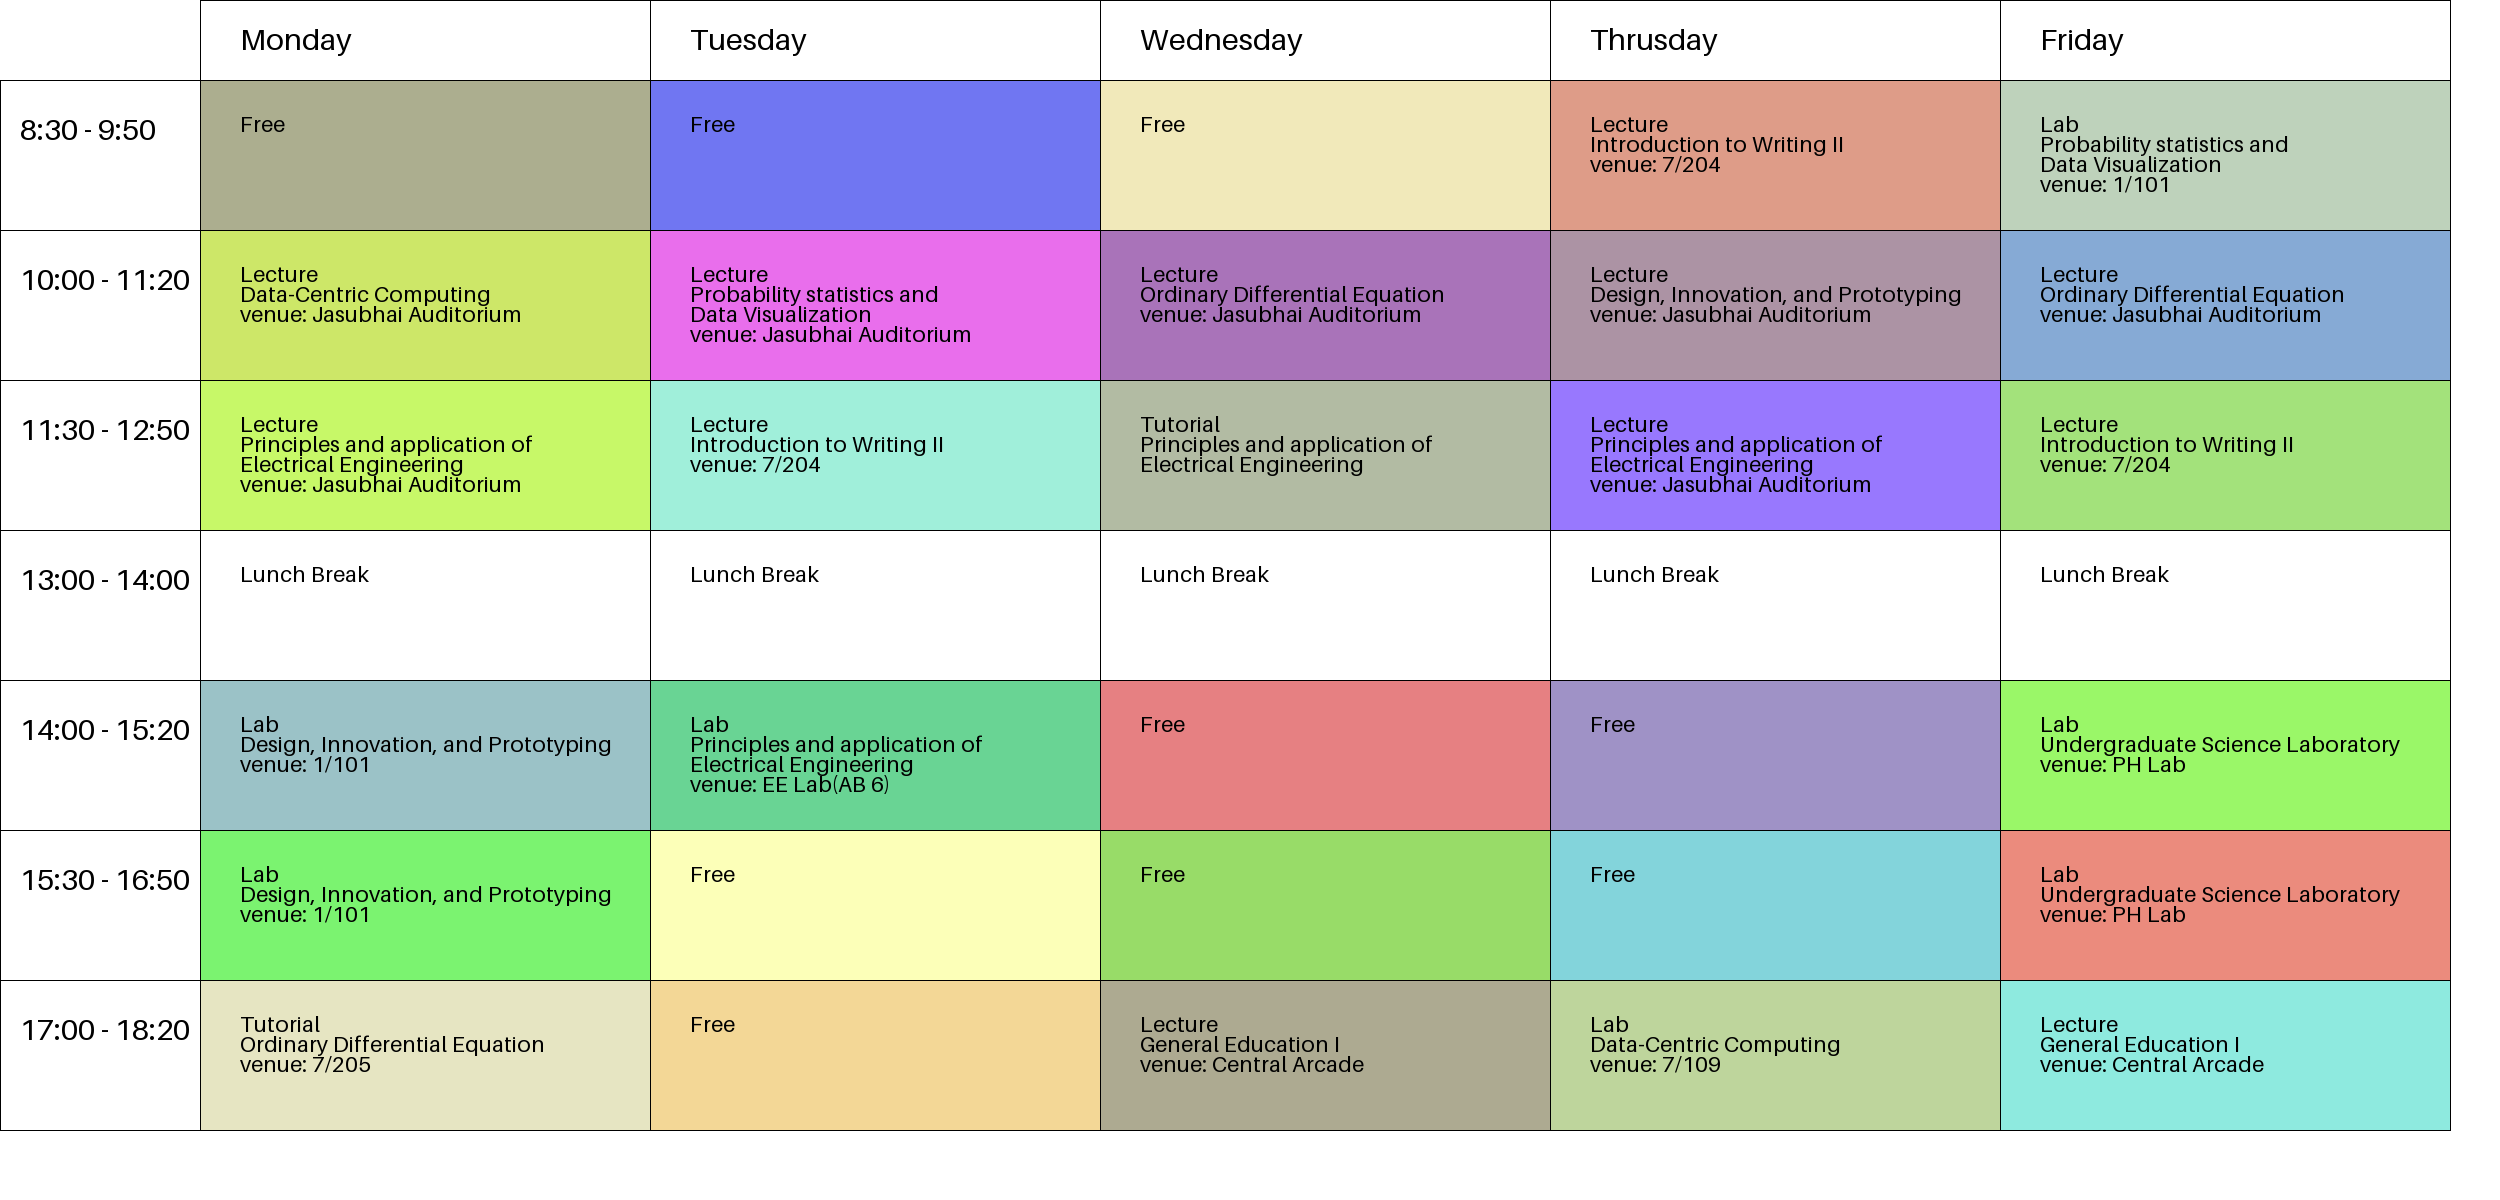 Monday
Tuesday
Wednesday
Thrusday
Friday
8:30 - 9:50
Free
Free
Free
Lecture
Introduction to Writing II
venue: 7/204
Lab
Probability statistics and
Data Visualization
venue: 1/101
10:00 - 11:20
Lecture
Data-Centric Computing
venue: Jasubhai Auditorium
Lecture
Probability statistics and
Data Visualization
venue: Jasubhai Auditorium
Lecture
Ordinary Differential Equation
venue: Jasubhai Auditorium
Lecture
Design, Innovation, and Prototyping
venue: Jasubhai Auditorium
Lecture
Ordinary Differential Equation
venue: Jasubhai Auditorium
11:30 - 12:50
Lecture
Principles and application of
Electrical Engineering
venue: Jasubhai Auditorium
Lecture
Introduction to Writing II
venue: 7/204
Tutorial
Principles and application of
Electrical Engineering
Lecture
Principles and application of
Electrical Engineering
venue: Jasubhai Auditorium
Lecture
Introduction to Writing II
venue: 7/204
13:00 - 14:00
Lunch Break
Lunch Break
Lunch Break
Lunch Break
Lunch Break
14:00 - 15:20
Lab
Design, Innovation, and Prototyping
venue: 1/101
Lab
Principles and application of
Electrical Engineering
venue: EE Lab(AB 6)
Free
Free
Lab
Undergraduate Science Laboratory
venue: PH Lab
15:30 - 16:50
Lab
Design, Innovation, and Prototyping
venue: 1/101
Free
Free
Free
Lab
Undergraduate Science Laboratory
venue: PH Lab
17:00 - 18:20
Tutorial
Ordinary Differential Equation
venue: 7/205
Free
Lecture
General Education I
venue: Central Arcade
Lab
Data-Centric Computing
venue: 7/109
Lecture
General Education I
venue: Central Arcade